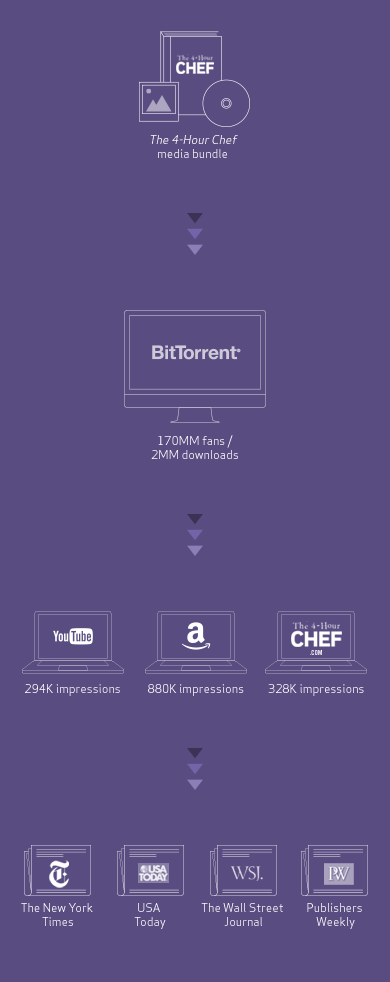 The 4-Hour
CHEF
The 4-Hour Chef
media bundle
BitTorrent®
170MM fans /
2MM downloads
YouTube
a
The 4-Hour
CHEF
.COM
294K impressions
880K impressions
328K impressions
T
USA
TODAY
WSJ.
PW
The New York
Times
USA
Today
The Wall Street
Journal
Publishers
Weekly